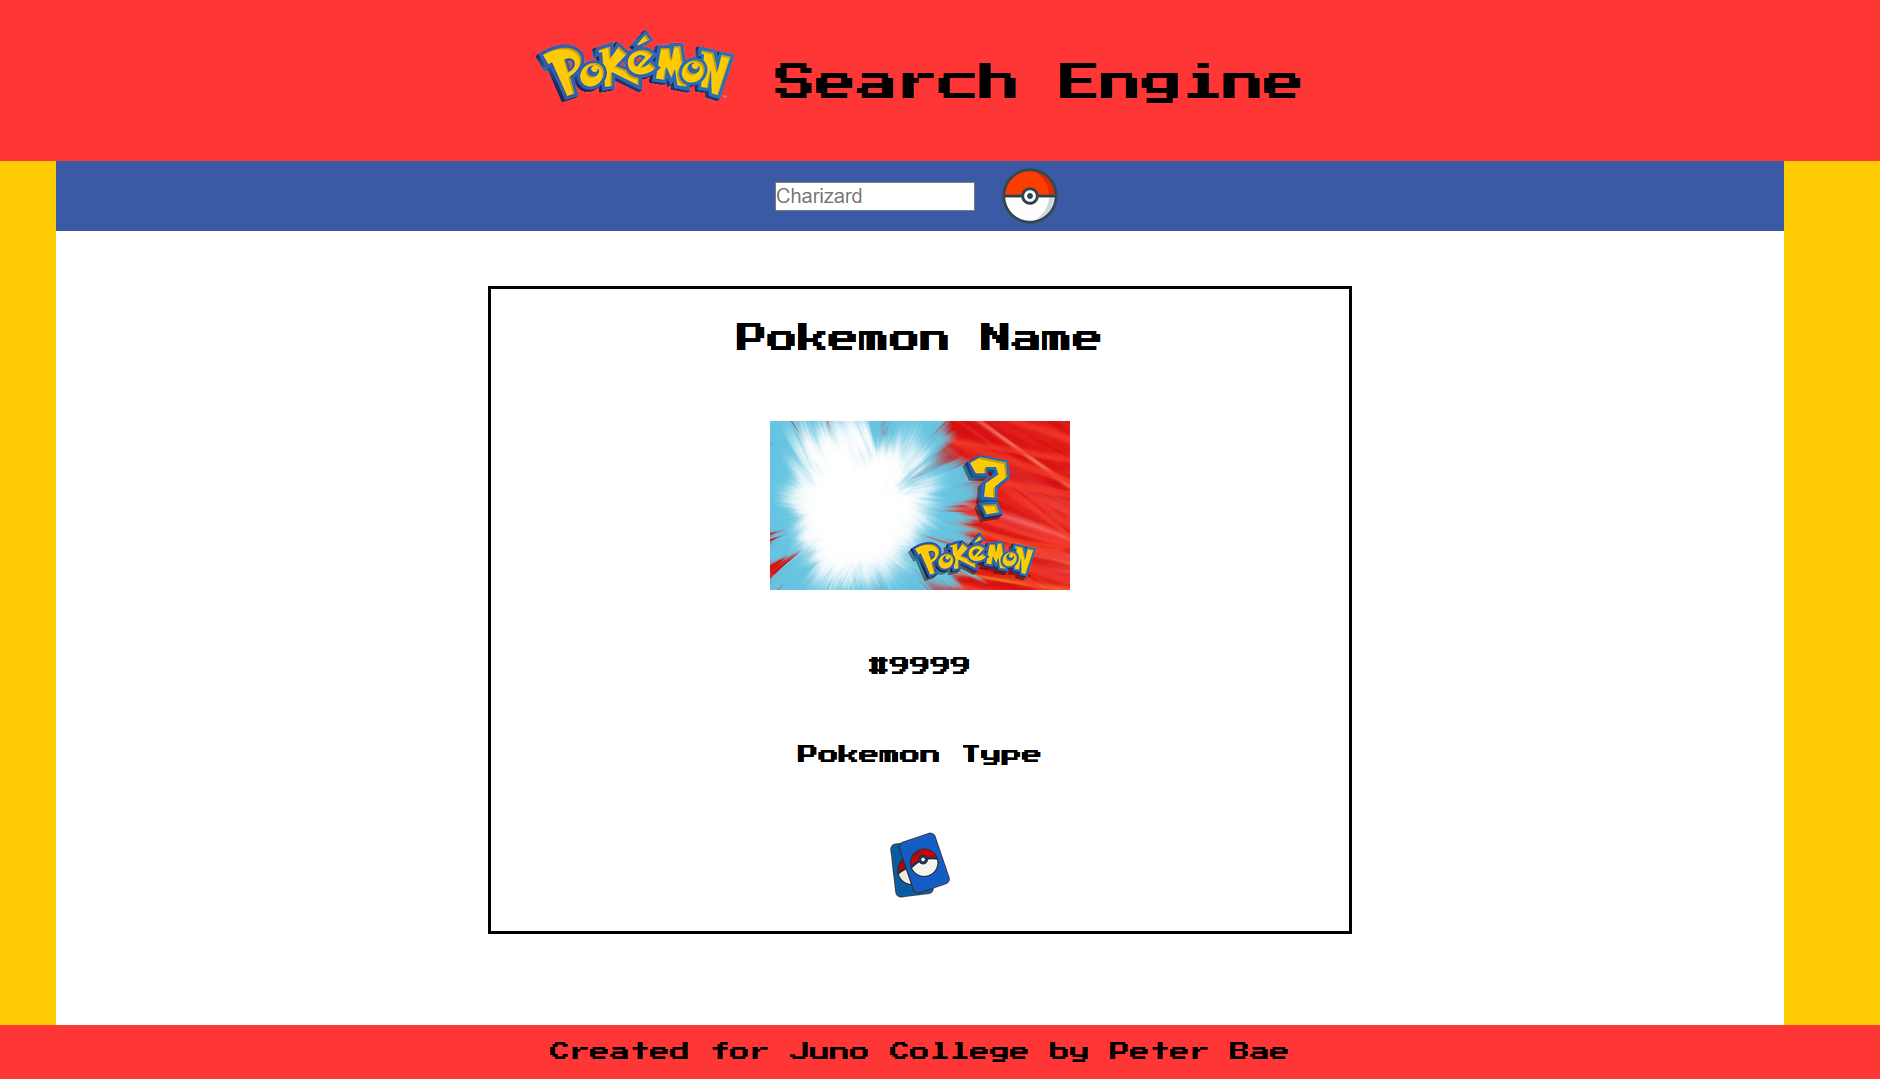 Pokémon Search Engine
Charizard
Pokemon Name
?
Pokémon
#9999
Pokemon Type
Created for Juno College by Peter Bae